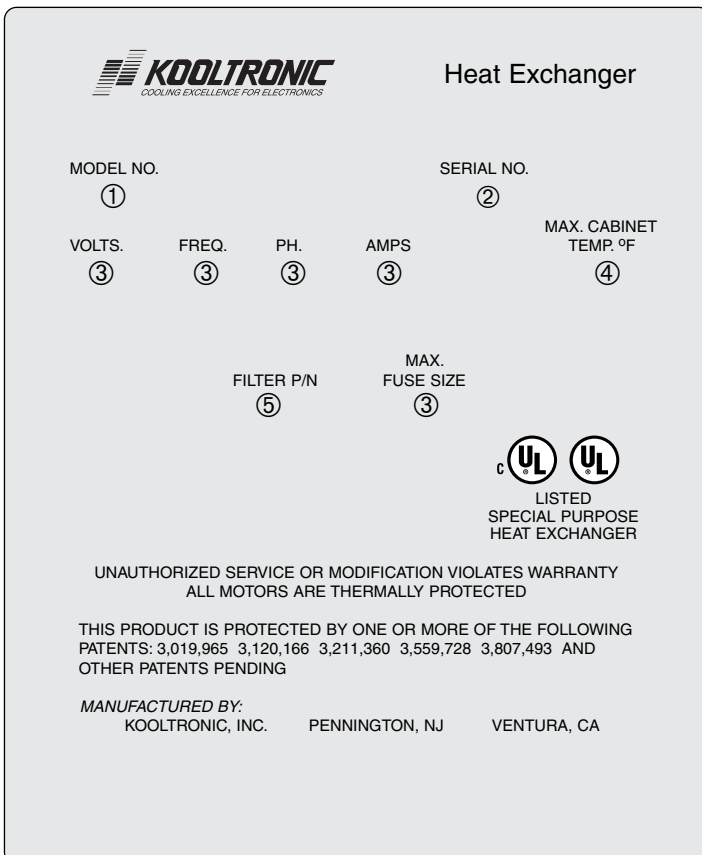 KOOLTRONIC
COOLING EXCELLENCE FOR ELECTRONICS
Heat Exchanger
MODEL NO. SERIAL NO.
① ②
MAX. CABINET
VOLTS. FREQ. PH. AMPS TEMP. ºF
③ ③ ③ ③ ④
MAX.
FILTER P/N FUSE SIZE
⑤ ③
c UL ® UL ®
LISTED
SPECIAL PURPOSE
HEAT EXCHANGER
UNAUTHORIZED SERVICE OR MODIFICATION VIOLATES WARRANTY
ALL MOTORS ARE THERMALLY PROTECTED
THIS PRODUCT IS PROTECTED BY ONE OR MORE OF THE FOLLOWING
PATENTS: 3,019,965 3,120,166 3,211,360 3,559,728 3,807,493 AND
OTHER PATENTS PENDING
MANUFACTURED BY:
KOOLTRONIC, INC. PENNINGTON, NJ VENTURA, CA